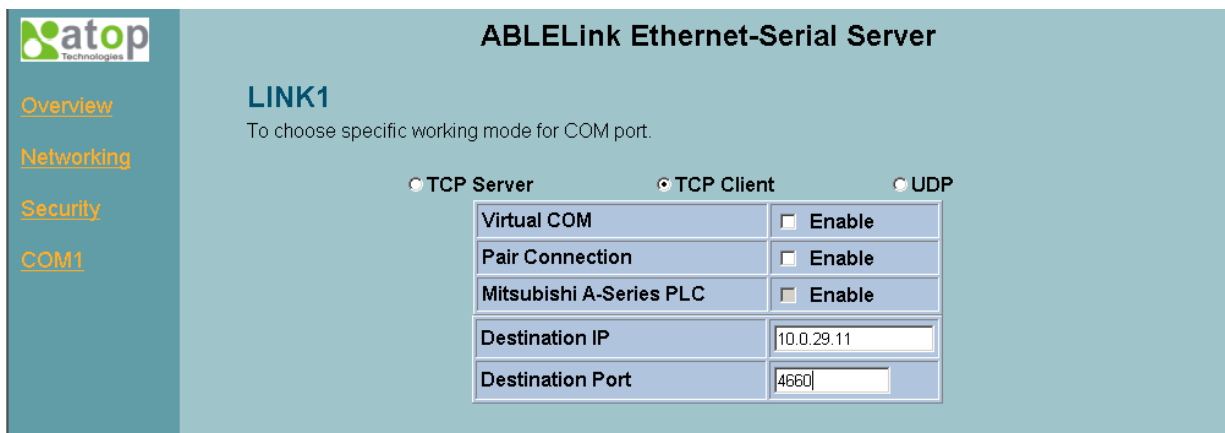 atop
Technologies
ABLELink Ethernet-Serial Server
Overview
Networking
Security
COM1
LINK1
To choose specific working mode for COM port.
TCP Server TCP Client UDP
Virtual COM Enable
Pair Connection Enable
Mitsubishi A-Series PLC Enable
Destination IP 10.0.29.11
Destination Port 4660